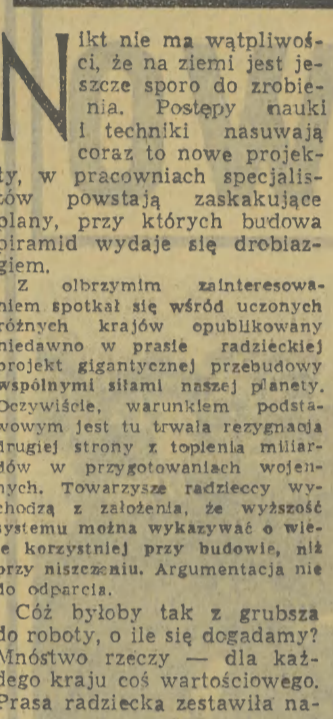 Nikt nie ma wątpliwoś-
ci, że na ziemi jest je-
szcze sporo do zrobie-
nia. Postępy nauki
i techniki nasuwają
coraz to nowe projek-
ty, w pracowniach specjalis-
tów powstają zaskakujące
plany, przy których budowa
piramid wydaje się drobiaz-
giem.
Z olbrzymim zainteresowa-
niem spotkał się wśród uczonych
różnych krajów opublikowany
niedawno w prasie radzieckiej
projekt gigantycznej przebudowy
wspólnymi siłami naszej planety.
Oczywiście, warunkiem podsta-
wowym jest tu trwała rezygnacja
drugiej strony z topienia miliar-
dów w przygotowaniach wojen-
nych. Towarzysze radzieccy wy-
chodzą z założenia, że wyższość
systemu można wykazywać o wie-
le korzystniej przy budowie, niż
przy niszczeniu. Argumentacja nie
do odparcia.
Cóż byłoby tak z grubsza
do roboty, o ile się dogadamy?
Mnóstwo rzeczy — dla każ-
dego kraju coś wartościowego.
Prasa radziecka zestawiła na-